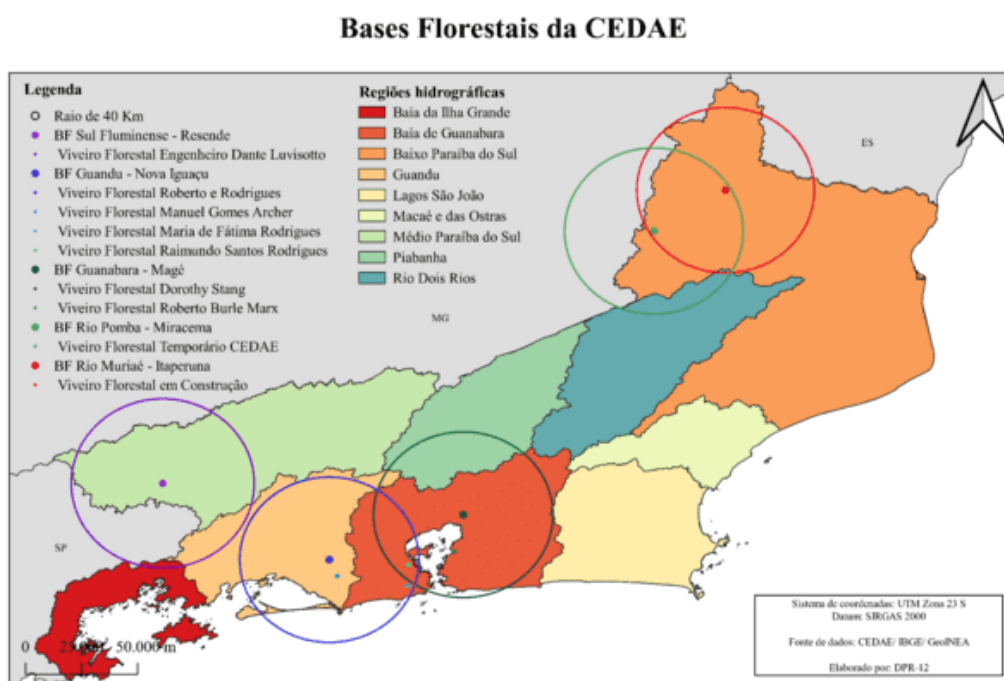 Bases Florestais da CEDAE
Legenda
Raio de 40 Km
BF Sul Fluminense - Resende
Viveiro Florestal Engenheiro Dante Luvisotto
BF Guandu - Nova Iguaçu
Viveiro Florestal Roberto e Rodrigues
Viveiro Florestal Manuel Gomes Archer
Viveiro Florestal Maria de Fátima Rodrigues
Viveiro Florestal Raimundo Santos Rodrigues
BF Guanabara - Magé
Viveiro Florestal Dorothy Stang
Viveiro Florestal Roberto Burle Marx
BF Rio Pomba - Miracema
Viveiro Florestal Temporário CEDAE
BF Rio Muriaé - Itaperuna
Viveiro Florestal em Construção
Regiões hidrográficas
Baia da Ilha Grande
Baia de Guanabara
Baixo Paraíba do Sul
Guandu
Lagos São João
Macaé e das Ostras
Médio Paraíba do Sul
Piabanha
Rio Dois Rios
ES
MG
SP
0 25.000 50.000 m
Sistema de coordenadas: UTM Zona 23 S
Datum: SIRGAS 2000
Fonte de dados: CEDAE/ IBGE/ GeoINEA
Elaborado por: DPR-12